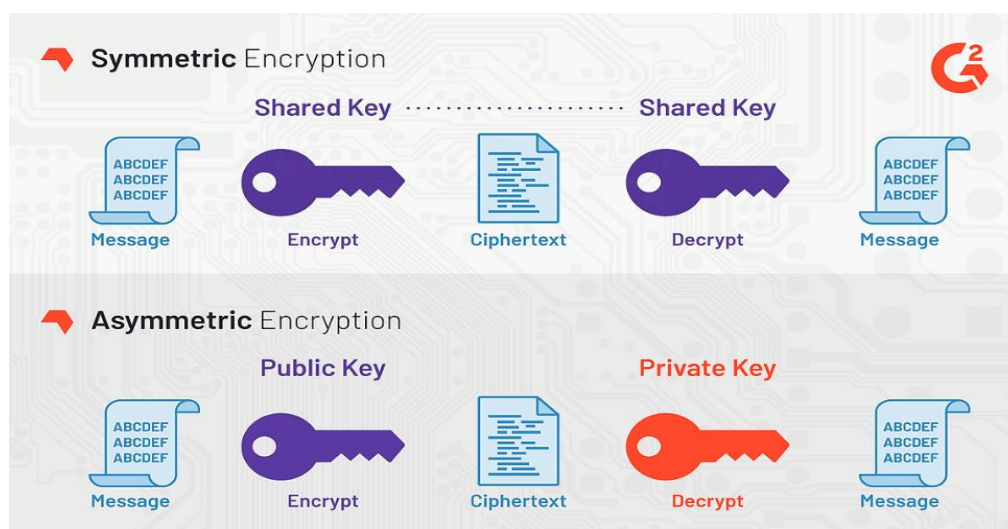 Symmetric Encryption
G2
Shared Key Shared Key
ABCDEF
ABCDEF
ABCDEF
ABCDEF
ABCDEF
ABCDEF
Message Encrypt Ciphertext Decrypt Message
Asymmetric Encryption
Public Key Private Key
ABCDEF
ABCDEF
ABCDEF
ABCDEF
ABCDEF
ABCDEF
Message Encrypt Ciphertext Decrypt Message